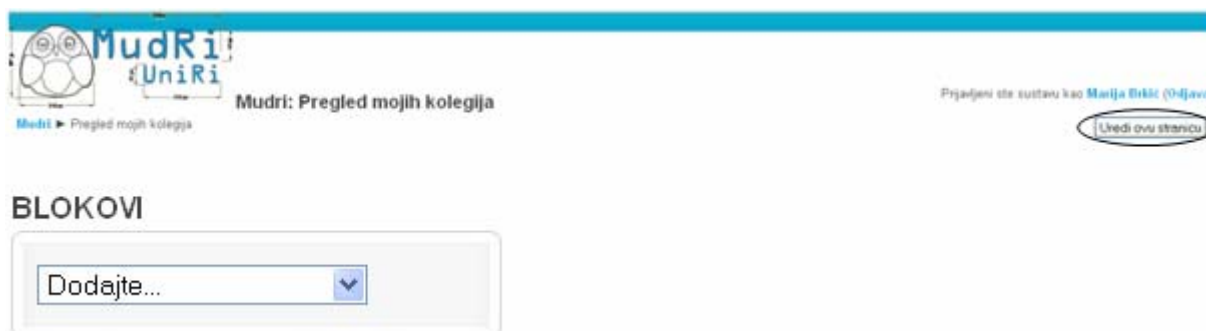 MudRi
UniRi
Mudri: Pregled mojih kolegija
Prijavljeni ste sustavu kao Marija Brkić (Odjava
Mudri ► Pregled mojih kolegija
Uredi ovu stranicu
BLOKOVI
Dodajte...